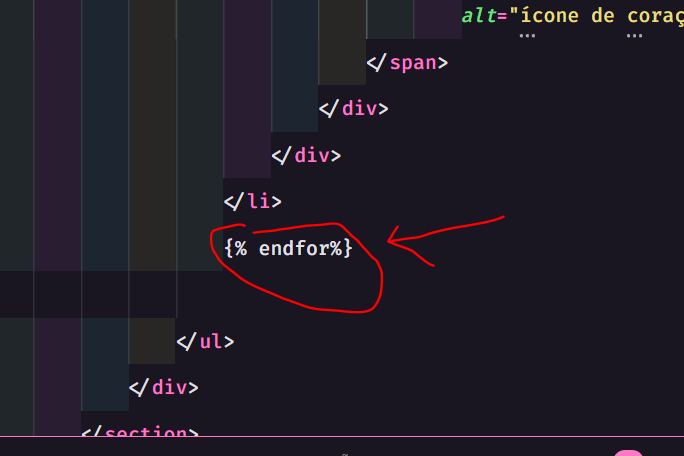 alt="ícone de coraç
</span>
</div>
</div>
</li>
{% endfor%}
</ul>
</div>
</section>